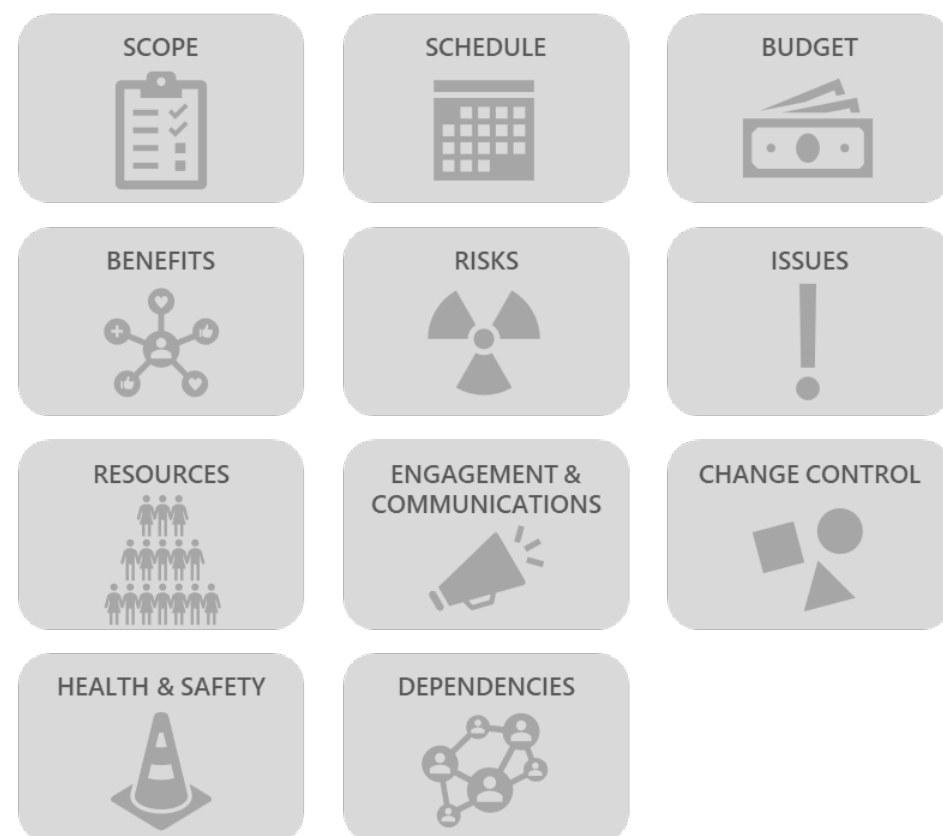 SCOPE
SCHEDULE
BUDGET
BENEFITS
RISKS
ISSUES
RESOURCES
ENGAGEMENT &
COMMUNICATIONS
CHANGE CONTROL
HEALTH & SAFETY
DEPENDENCIES